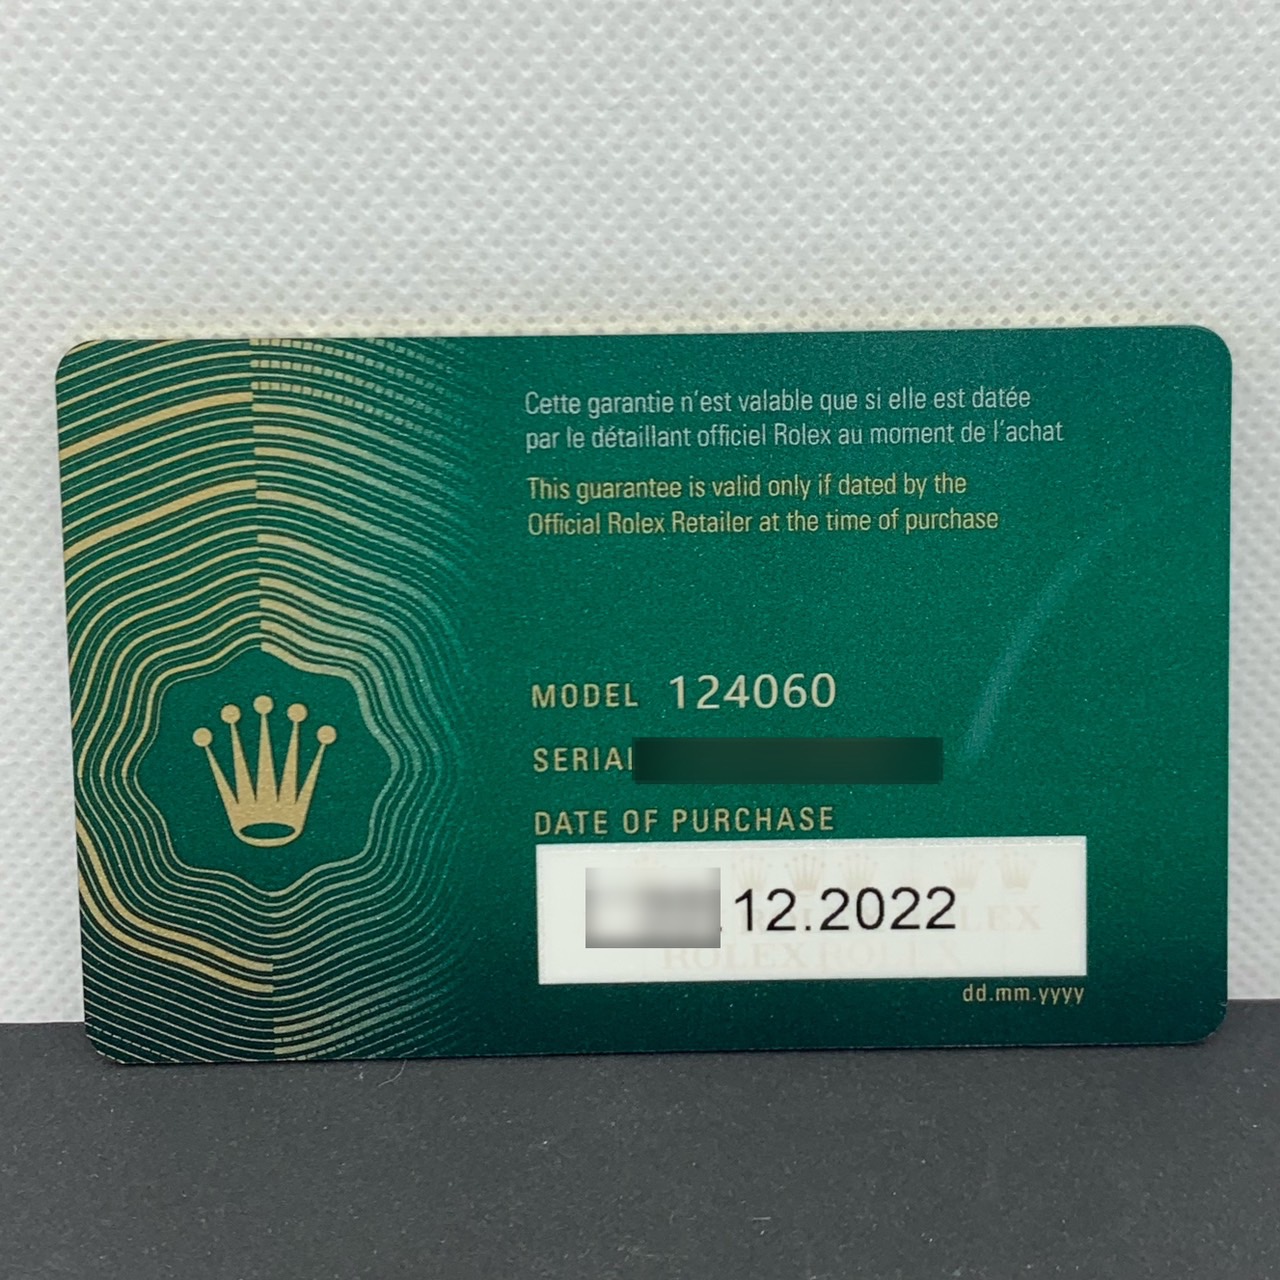 Cette garantie n'est valable que si elle est datée
par le détaillant officiel Rolex au moment de l'achat
This guarantee is valid only if dated by the
Official Rolex Retailer at the time of purchase
MODEL 124060
SERIAL
DATE OF PURCHASE
.12.2022
ROLEX ROLEX
dd.mm.yyyy